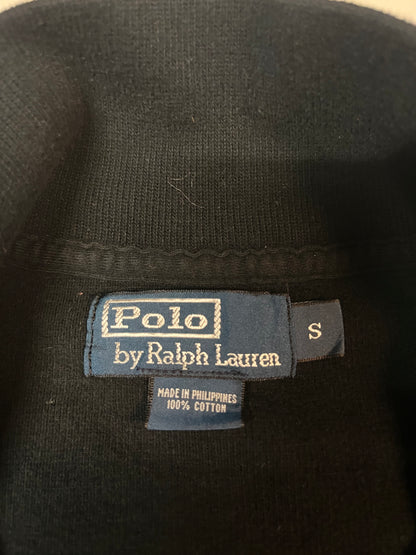 Polo
by Ralph Lauren
S
MADE IN PHILIPPINES
100% COTTON